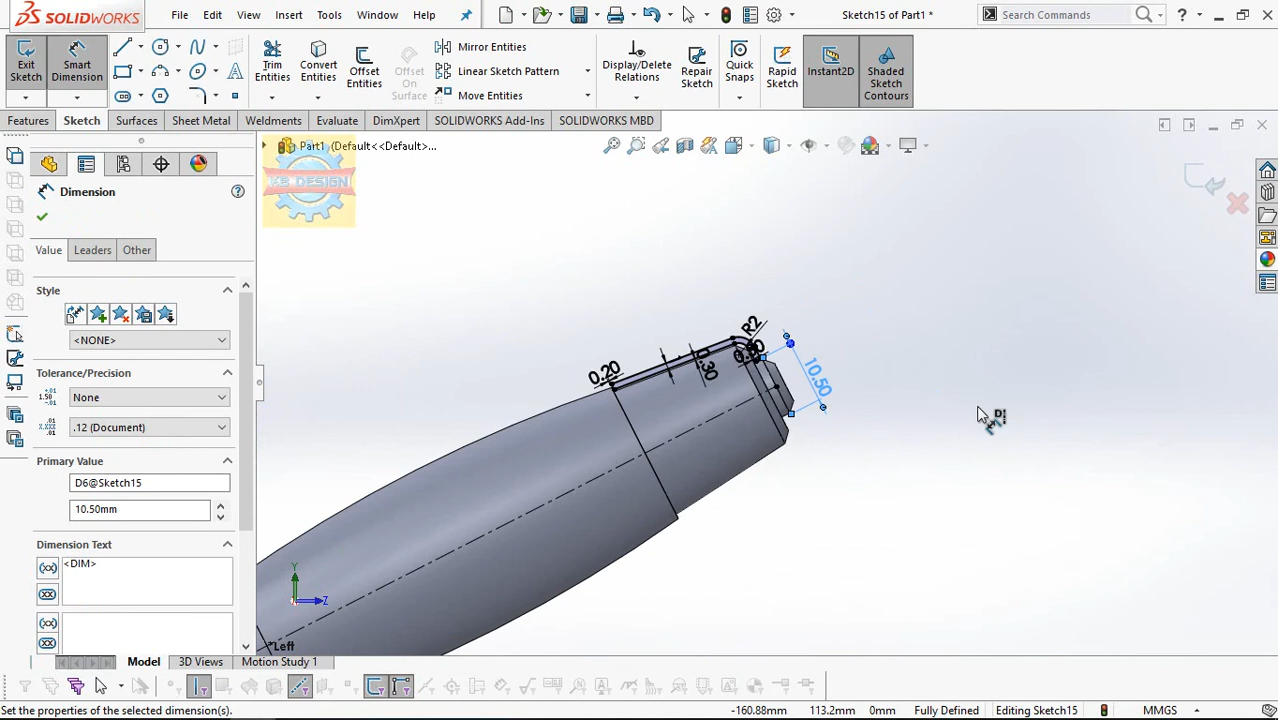 SOLIDWORKS File Edit View Insert Tools Window Help Sketch15 of Part1 * Search Commands ?
Exit Sketch Smart Dimension Trim Entities Convert Entities Offset Entities Offset On Surface Mirror Entities Linear Sketch Pattern Move Entities Display/Delete Relations Repair Sketch Quick Snaps Rapid Sketch Instant2D Shaded Sketch Contours
Features Sketch Surfaces Sheet Metal Weldments Evaluate DimXpert SOLIDWORKS Add-Ins SOLIDWORKS MBD
Part1 (Default<<Default>...
KB DESIGN
Dimension ?
Value Leaders Other
Style
<NONE>
Tolerance/Precision
None
.12 (Document)
Primary Value
D6@Sketch15
10.50mm
Dimension Text
<DIM>
0.20
0.30
R2
10.50
Y
Z
Left
Model 3D Views Motion Study 1
Set the properties of the selected dimension(s). -160.88mm 113.2mm 0mm Fully Defined Editing Sketch15 MMGS